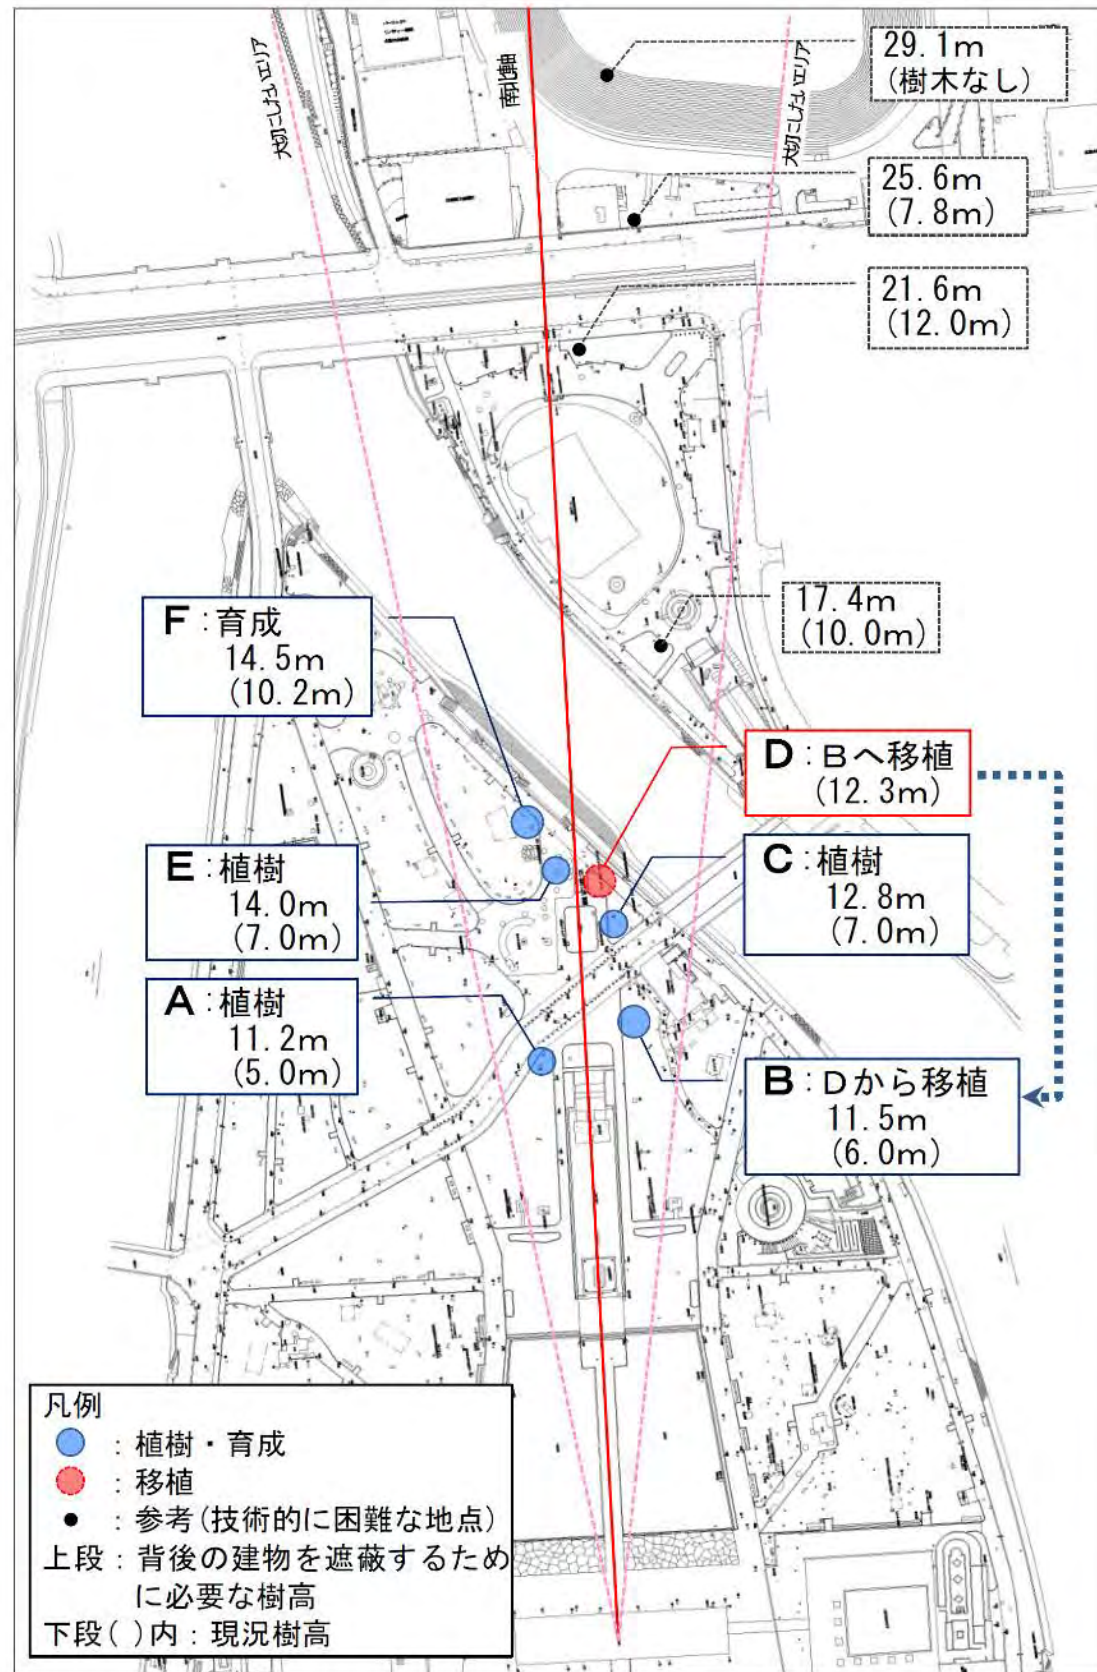 大切にしたいエリア
南北軸
大切にしたいエリア
29.1m
(樹木なし)
25.6m
(7.8m)
21.6m
(12.0m)
17.4m
(10.0m)
F:育成
14.5m
(10.2m)
D:Bへ移植
(12.3m)
E:植樹
14.0m
(7.0m)
C:植樹
12.8m
(7.0m)
A:植樹
11.2m
(5.0m)
B:Dから移植
11.5m
(6.0m)
凡例
:植樹・育成
:移植
:参考(技術的に困難な地点)
上段:背後の建物を遮蔽するため
に必要な樹高
下段( )内:現況樹高